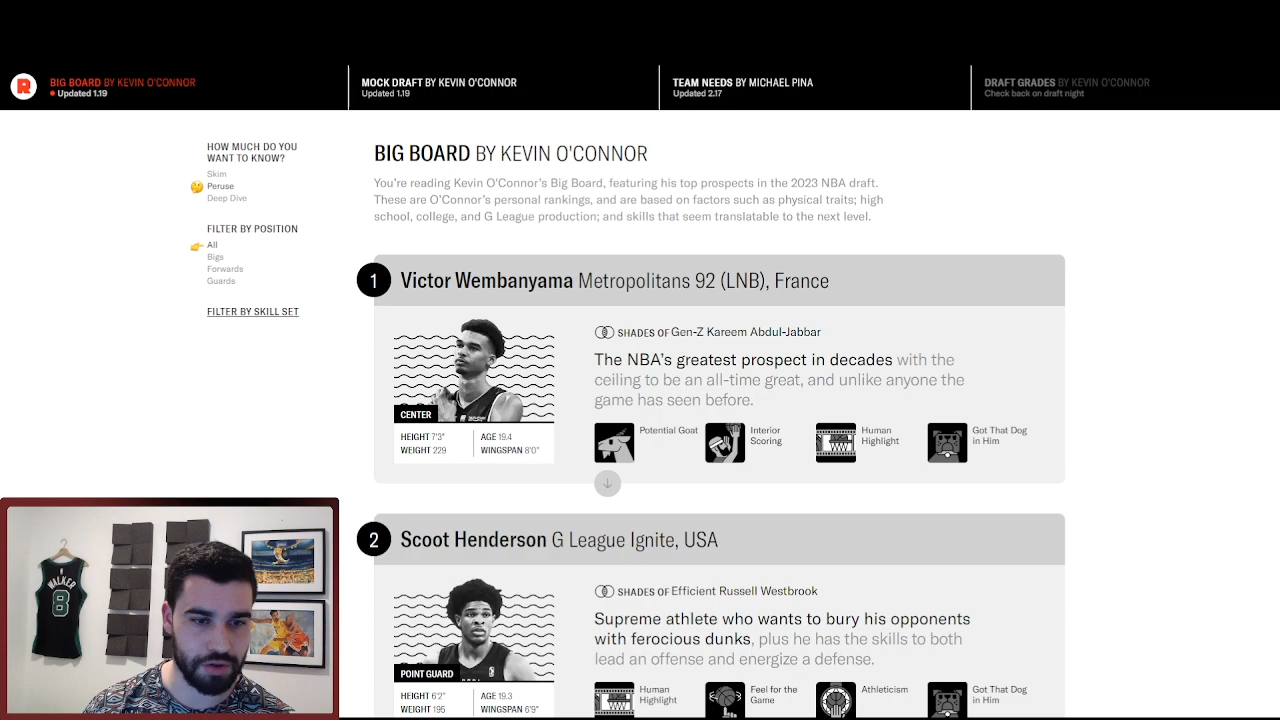 R
BIG BOARD BY KEVIN O'CONNOR
Updated 1.19
MOCK DRAFT BY KEVIN O'CONNOR
Updated 1.19
TEAM NEEDS BY MICHAEL PINA
Updated 2.17
DRAFT GRADES BY KEVIN O'CONNOR
Check back on draft night
HOW MUCH DO YOU
WANT TO KNOW?
Skim
Peruse
Deep Dive
FILTER BY POSITION
All
Bigs
Forwards
Guards
FILTER BY SKILL SET
BIG BOARD BY KEVIN O'CONNOR
You're reading Kevin O'Connor's Big Board, featuring his top prospects in the 2023 NBA draft.
These are O'Connor's personal rankings, and are based on factors such as physical traits; high
school, college, and G League production; and skills that seem translatable to the next level.
1 Victor Wembanyama Metropolitans 92 (LNB), France
CENTER
HEIGHT 7'3"
AGE 19.4
WEIGHT 229
WINGSPAN 8'0"
SHADES OF Gen-Z Kareem Abdul-Jabbar
The NBA's greatest prospect in decades with the
ceiling to be an all-time great, and unlike anyone the
game has seen before.
Potential Goat
Interior
Scoring
Human
Highlight
Got That Dog
in Him
2 Scoot Henderson G League Ignite, USA
POINT GUARD
HEIGHT 6'2"
AGE 19.3
WEIGHT 195
WINGSPAN 6'9"
SHADES OF Efficient Russell Westbrook
Supreme athlete who wants to bury his opponents
with ferocious dunks, plus he has the skills to both
lead an offense and energize a defense.
Human
Highlight
Feel for the
Game
Athleticism
Got That Dog
in Him
WALKER
8